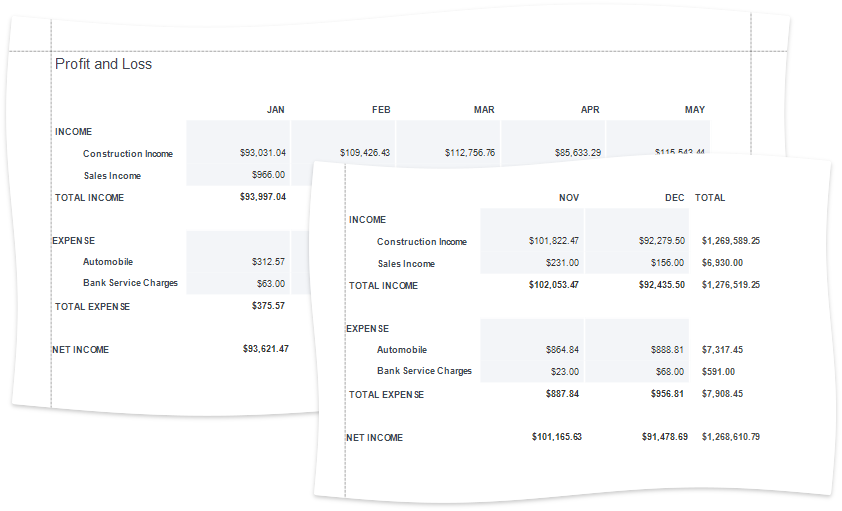 Profit and Loss
JAN FEB MAR APR MAY
INCOME
Construction Income $93,031.04 $109,426.43 $112,756.76 $85,633.29 $115,542.44
Sales Income $966.00
TOTAL INCOME $93,997.04
EXPENSE
Automobile $312.57
Bank Service Charges $63.00
TOTAL EXPENSE $375.57
NET INCOME $93,621.47
NOV DEC TOTAL
INCOME
Construction Income $101,822.47 $92,279.50 $1,269,589.25
Sales Income $231.00 $156.00 $6,930.00
TOTAL INCOME $102,053.47 $92,435.50 $1,276,519.25
EXPENSE
Automobile $864.84 $888.81 $7,317.45
Bank Service Charges $23.00 $68.00 $591.00
TOTAL EXPENSE $887.84 $956.81 $7,908.45
NET INCOME $101,165.63 $91,478.69 $1,268,610.79